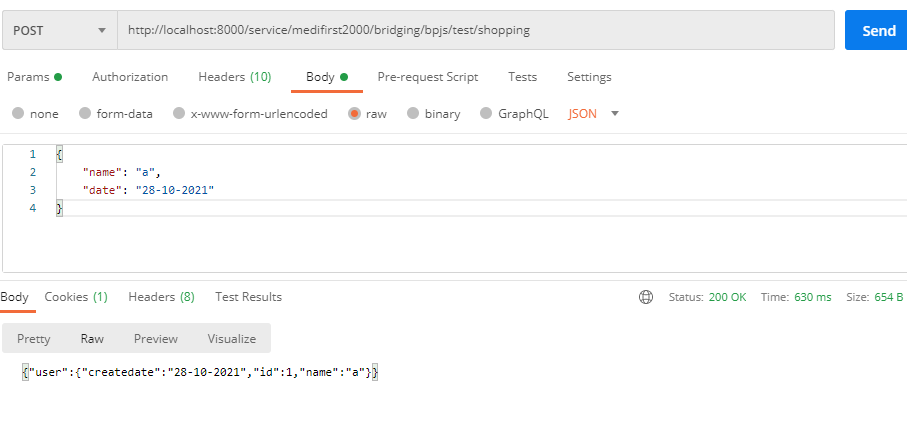 POST http://localhost:8000/service/medifirst2000/bridging/bpjs/test/shopping Send
Params Authorization Headers (10) Body Pre-request Script Tests Settings
none form-data x-www-form-urlencoded raw binary GraphQL JSON
1 {
2 "name": "a",
3 "date": "28-10-2021"
4 }
Body Cookies (1) Headers (8) Test Results Status: 200 OK Time: 630 ms Size: 654 B
Pretty Raw Preview Visualize
{"user":{"createdate":"28-10-2021","id":1,"name":"a"}}